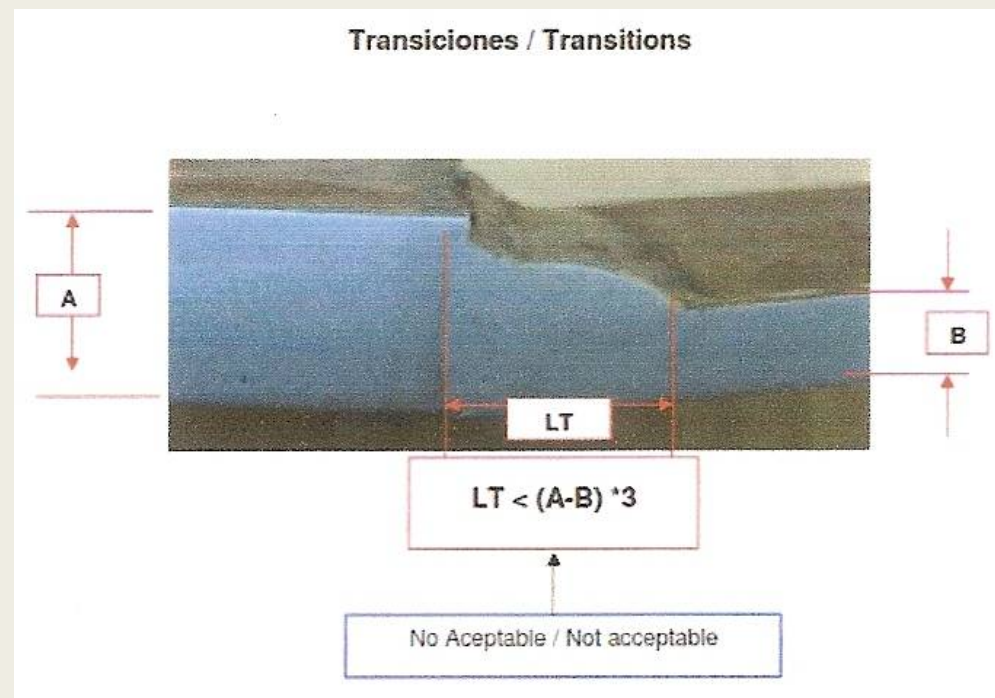 Transiciones / Transitions
A
B
LT
LT < (A-B) *3
No Aceptable / Not acceptable